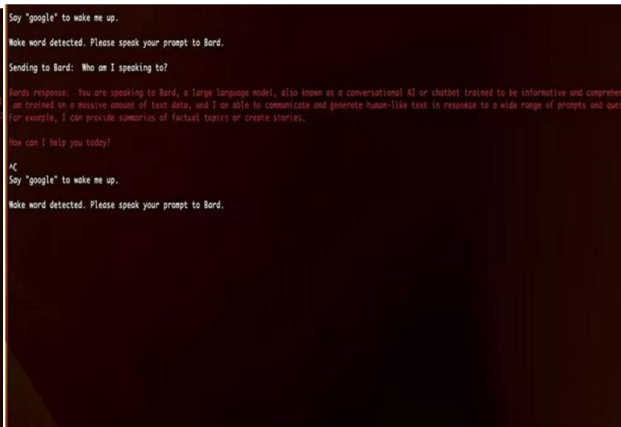 Say "google" to wake me up.
Wake word detected. Please speak your prompt to Bard.
Sending to Bard:  Who am I speaking to?
Bards response:  You are speaking to Bard, a large language model, also known as a conversational AI or chatbot trained to be informative and comprehe
am trained on a massive amount of text data, and I am able to communicate and generate human-like text in response to a wide range of prompts and ques
For example, I can provide summaries of factual topics or create stories.
How can I help you today?
^C
Say "google" to wake me up.
Wake word detected. Please speak your prompt to Bard.